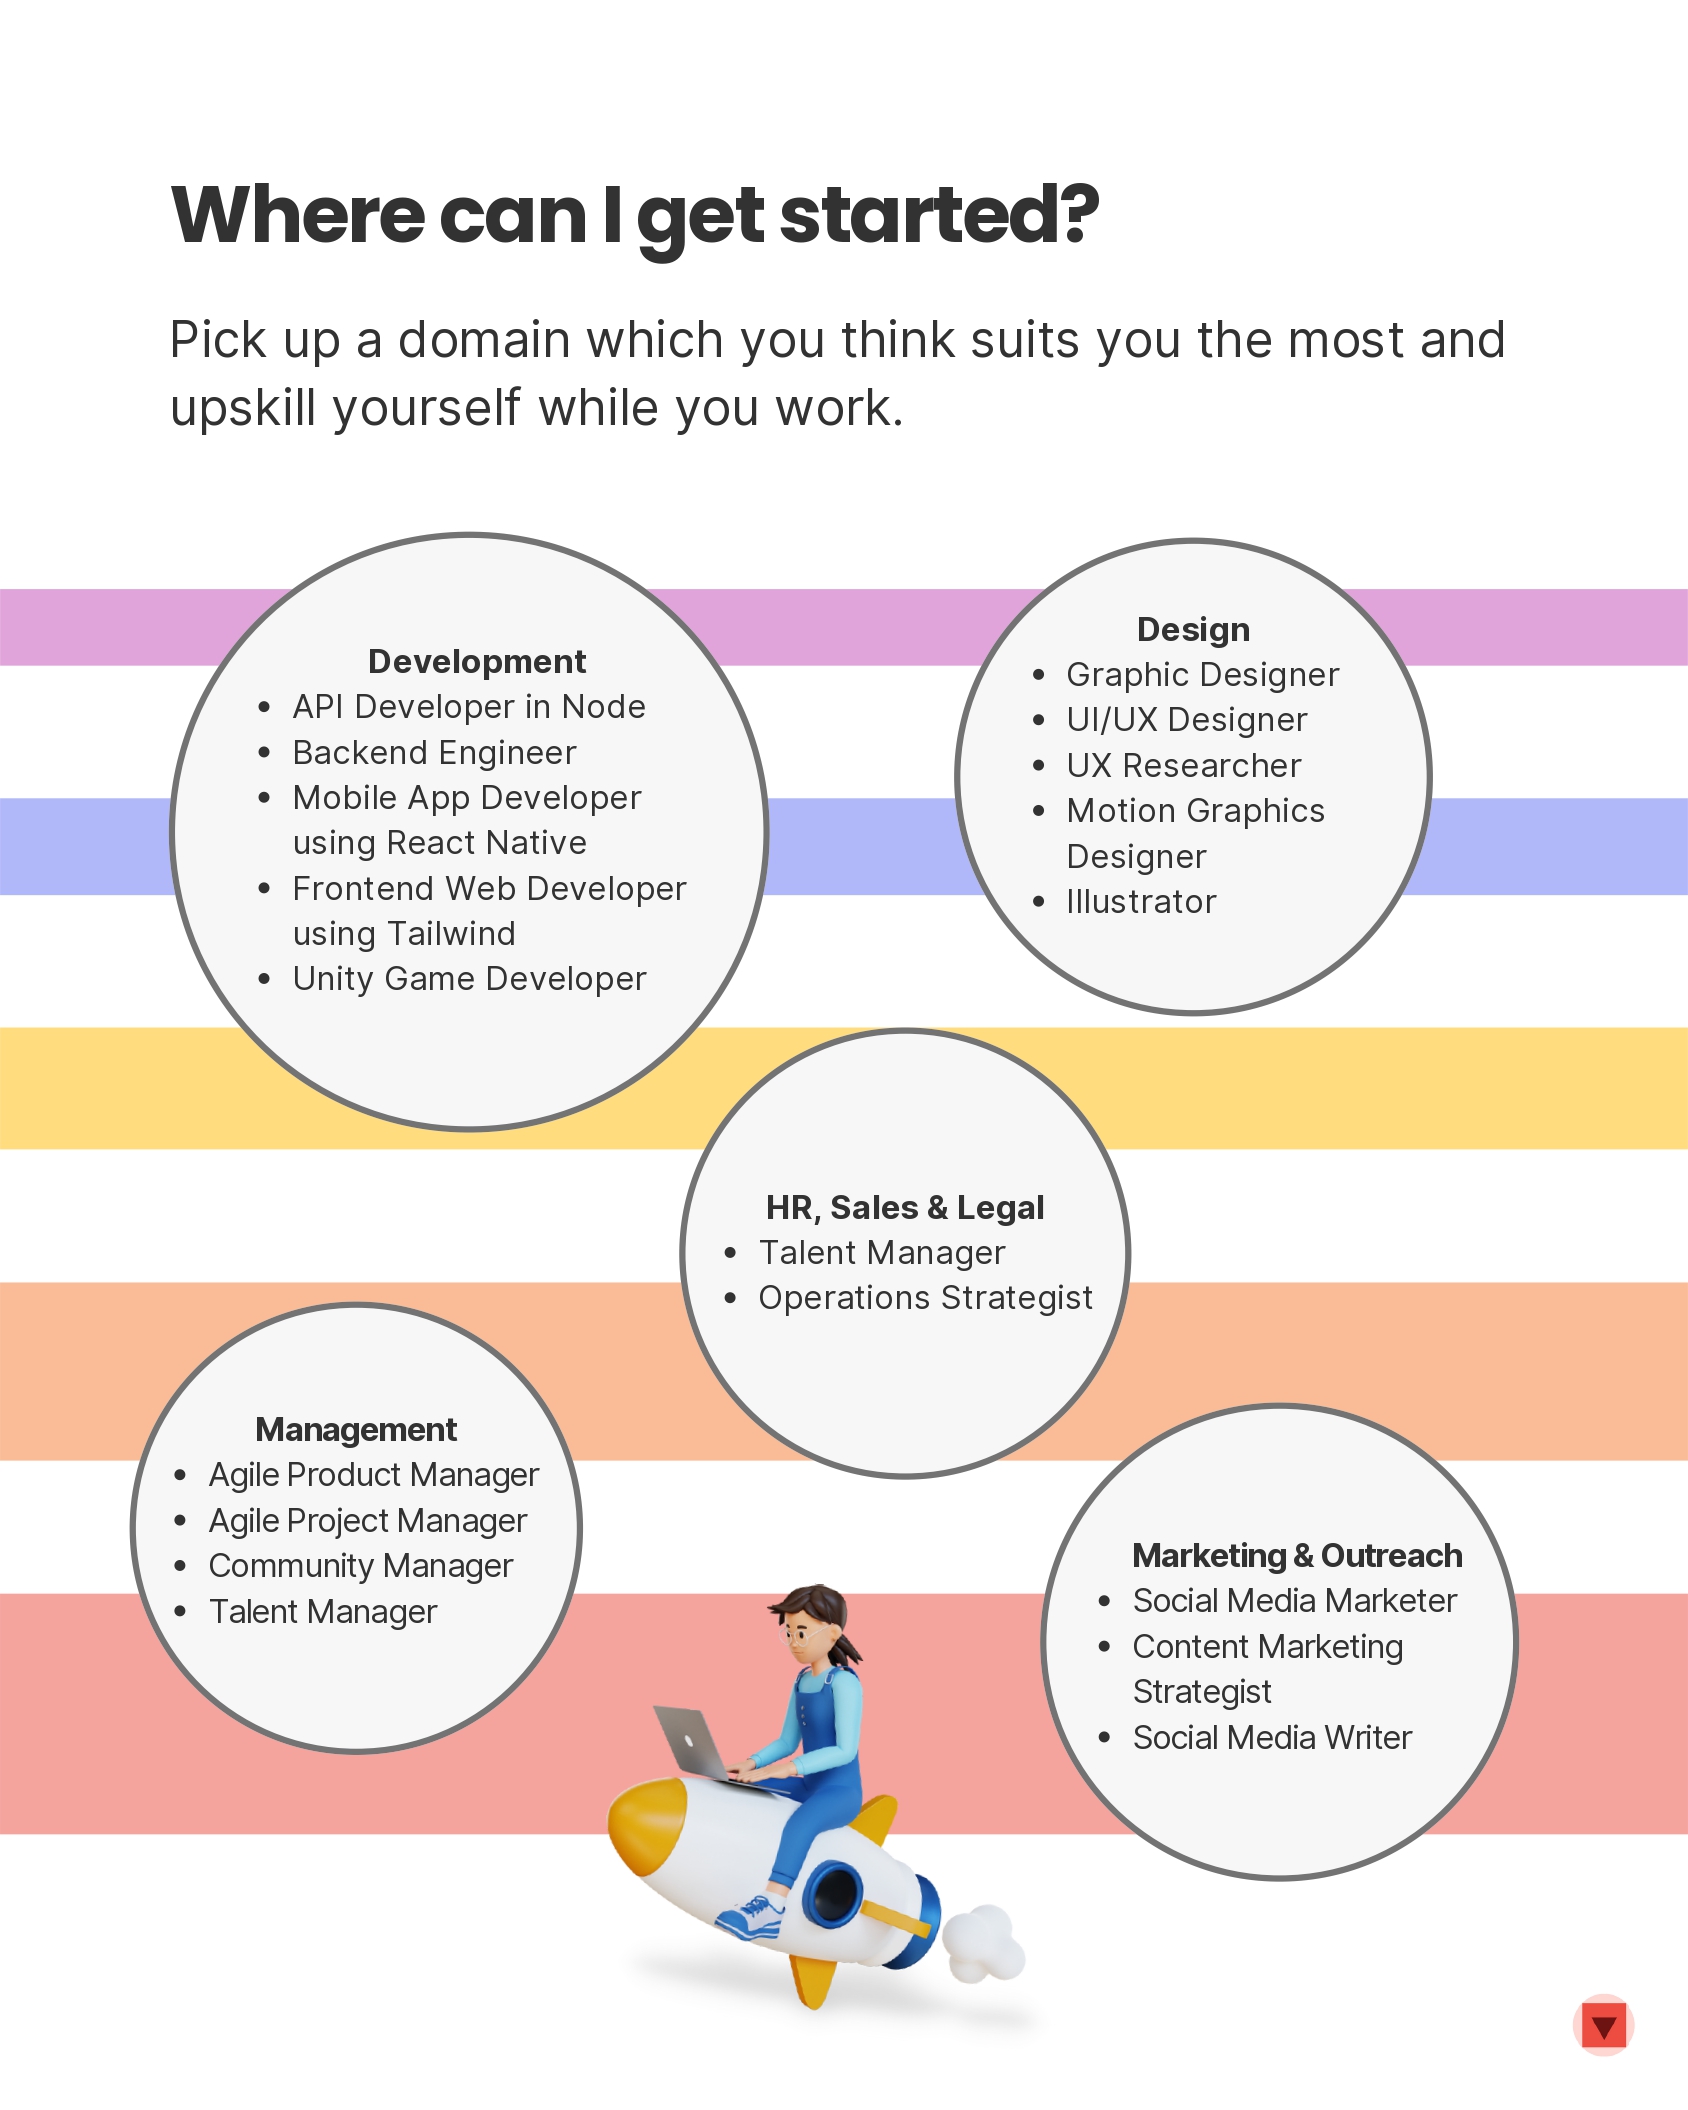 Where can I get started?
Pick up a domain which you think suits you the most and
upskill yourself while you work.
Development
• API Developer in Node
• Backend Engineer
• Mobile App Developer
using React Native
• Frontend Web Developer
using Tailwind
• Unity Game Developer
Design
• Graphic Designer
• UI/UX Designer
• UX Researcher
• Motion Graphics
Designer
• Illustrator
HR, Sales & Legal
• Talent Manager
• Operations Strategist
Management
• Agile Product Manager
• Agile Project Manager
• Community Manager
• Talent Manager
Marketing & Outreach
• Social Media Marketer
• Content Marketing
Strategist
• Social Media Writer